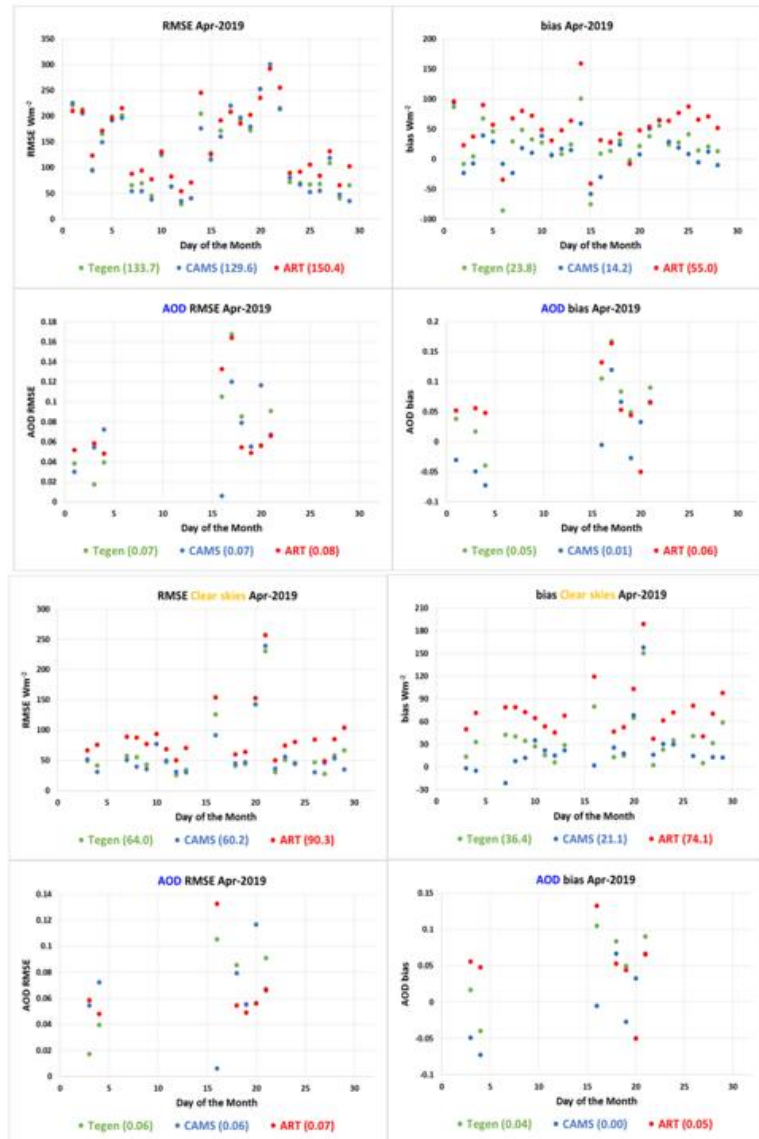 RMSE Apr-2019
RMSE Wm-2
350
300
250
200
150
100
50
0
0 5 10 15 20 25 30
Day of the Month
Tegen (133.7) CAMS (129.6) ART (150.4)
bias Apr-2019
bias Wm-2
200
150
100
50
0
-50
-100
0 5 10 15 20 25 30
Day of the Month
Tegen (23.8) CAMS (14.2) ART (55.0)
AOD RMSE Apr-2019
AOD RMSE
0.18
0.16
0.14
0.12
0.1
0.08
0.06
0.04
0.02
0
0 5 10 15 20 25 30
Day of the Month
Tegen (0.07) CAMS (0.07) ART (0.08)
AOD bias Apr-2019
AOD bias
0.2
0.15
0.1
0.05
0
-0.05
-0.1
0 5 10 15 20 25 30
Day of the Month
Tegen (0.05) CAMS (0.01) ART (0.06)
RMSE Clear skies Apr-2019
RMSE Wm-2
300
250
200
150
100
50
0
0 5 10 15 20 25 30
Day of the Month
Tegen (64.0) CAMS (60.2) ART (90.3)
bias Clear skies Apr-2019
bias Wm-2
210
180
150
120
90
60
30
0
-30
0 5 10 15 20 25 30
Day of the Month
Tegen (36.4) CAMS (21.1) ART (74.1)
AOD RMSE Apr-2019
AOD RMSE
0.14
0.12
0.1
0.08
0.06
0.04
0.02
0
0 5 10 15 20 25 30
Day of the Month
Tegen (0.06) CAMS (0.06) ART (0.07)
AOD bias Apr-2019
AOD bias
0.15
0.1
0.05
0
-0.05
-0.1
0 5 10 15 20 25 30
Day of the Month
Tegen (0.04) CAMS (0.00) ART (0.05)